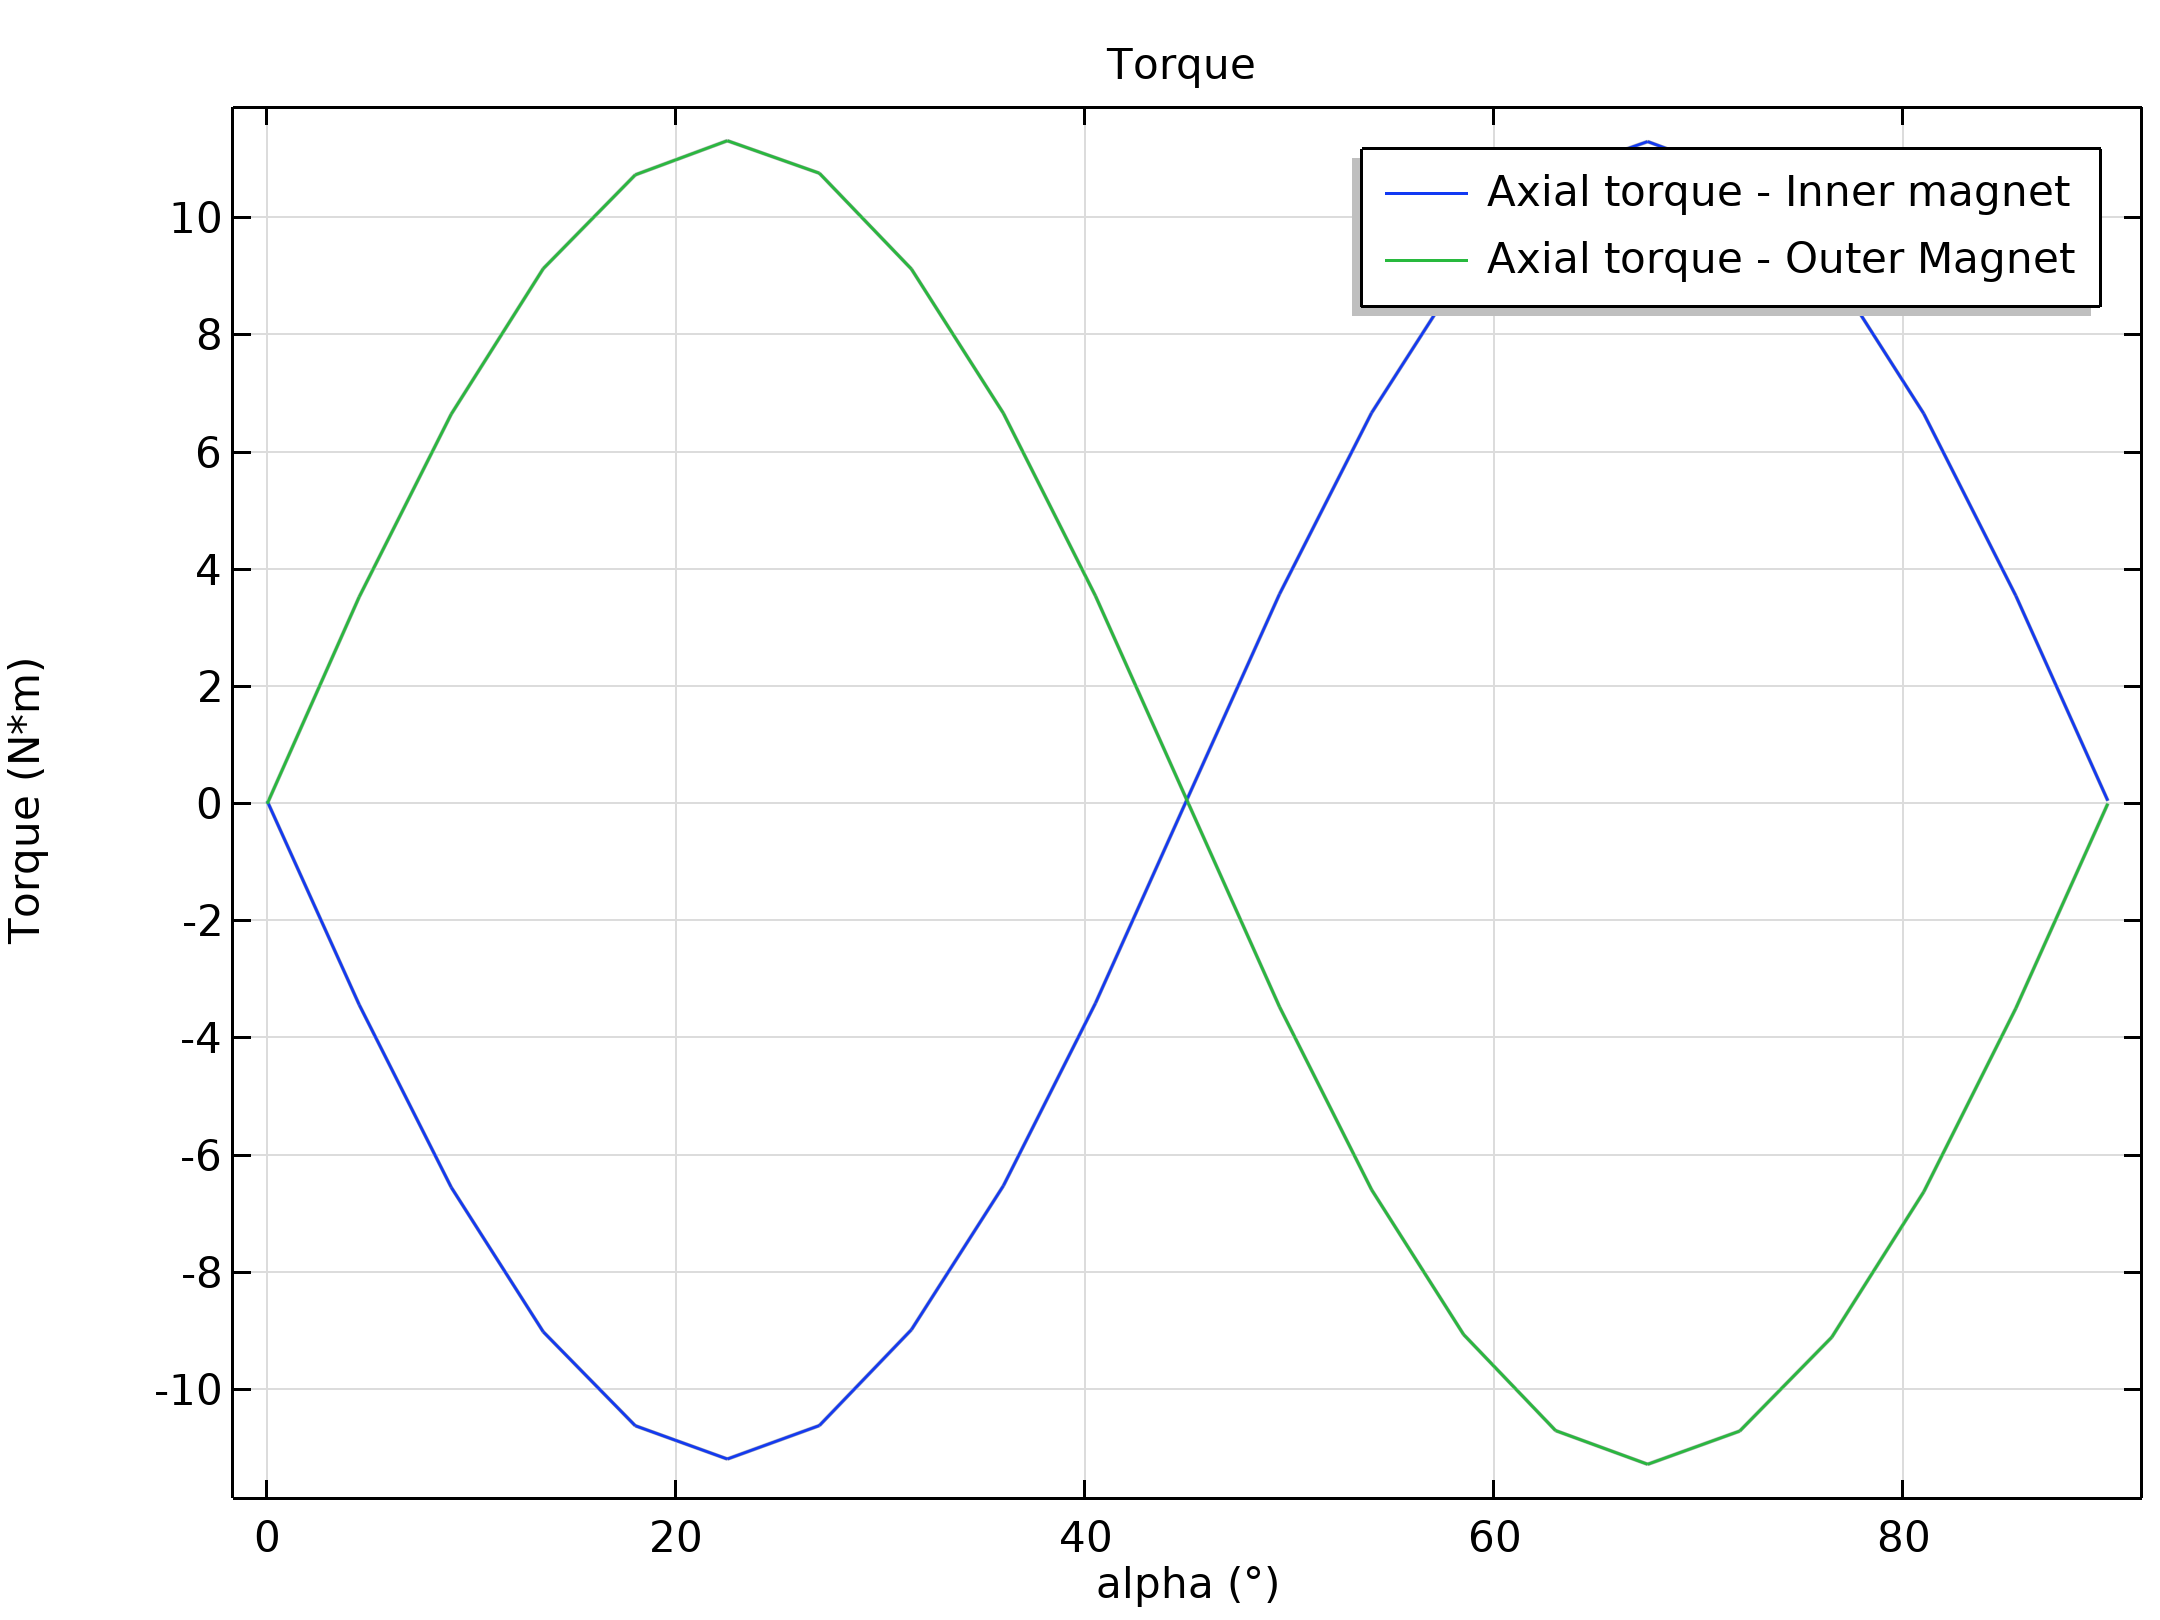 Torque
Axial torque - Inner magnet
Axial torque - Outer Magnet
10
8
6
4
2
0
-2
-4
-6
-8
-10
Torque (N*m)
0 20 40 60 80
alpha (°)